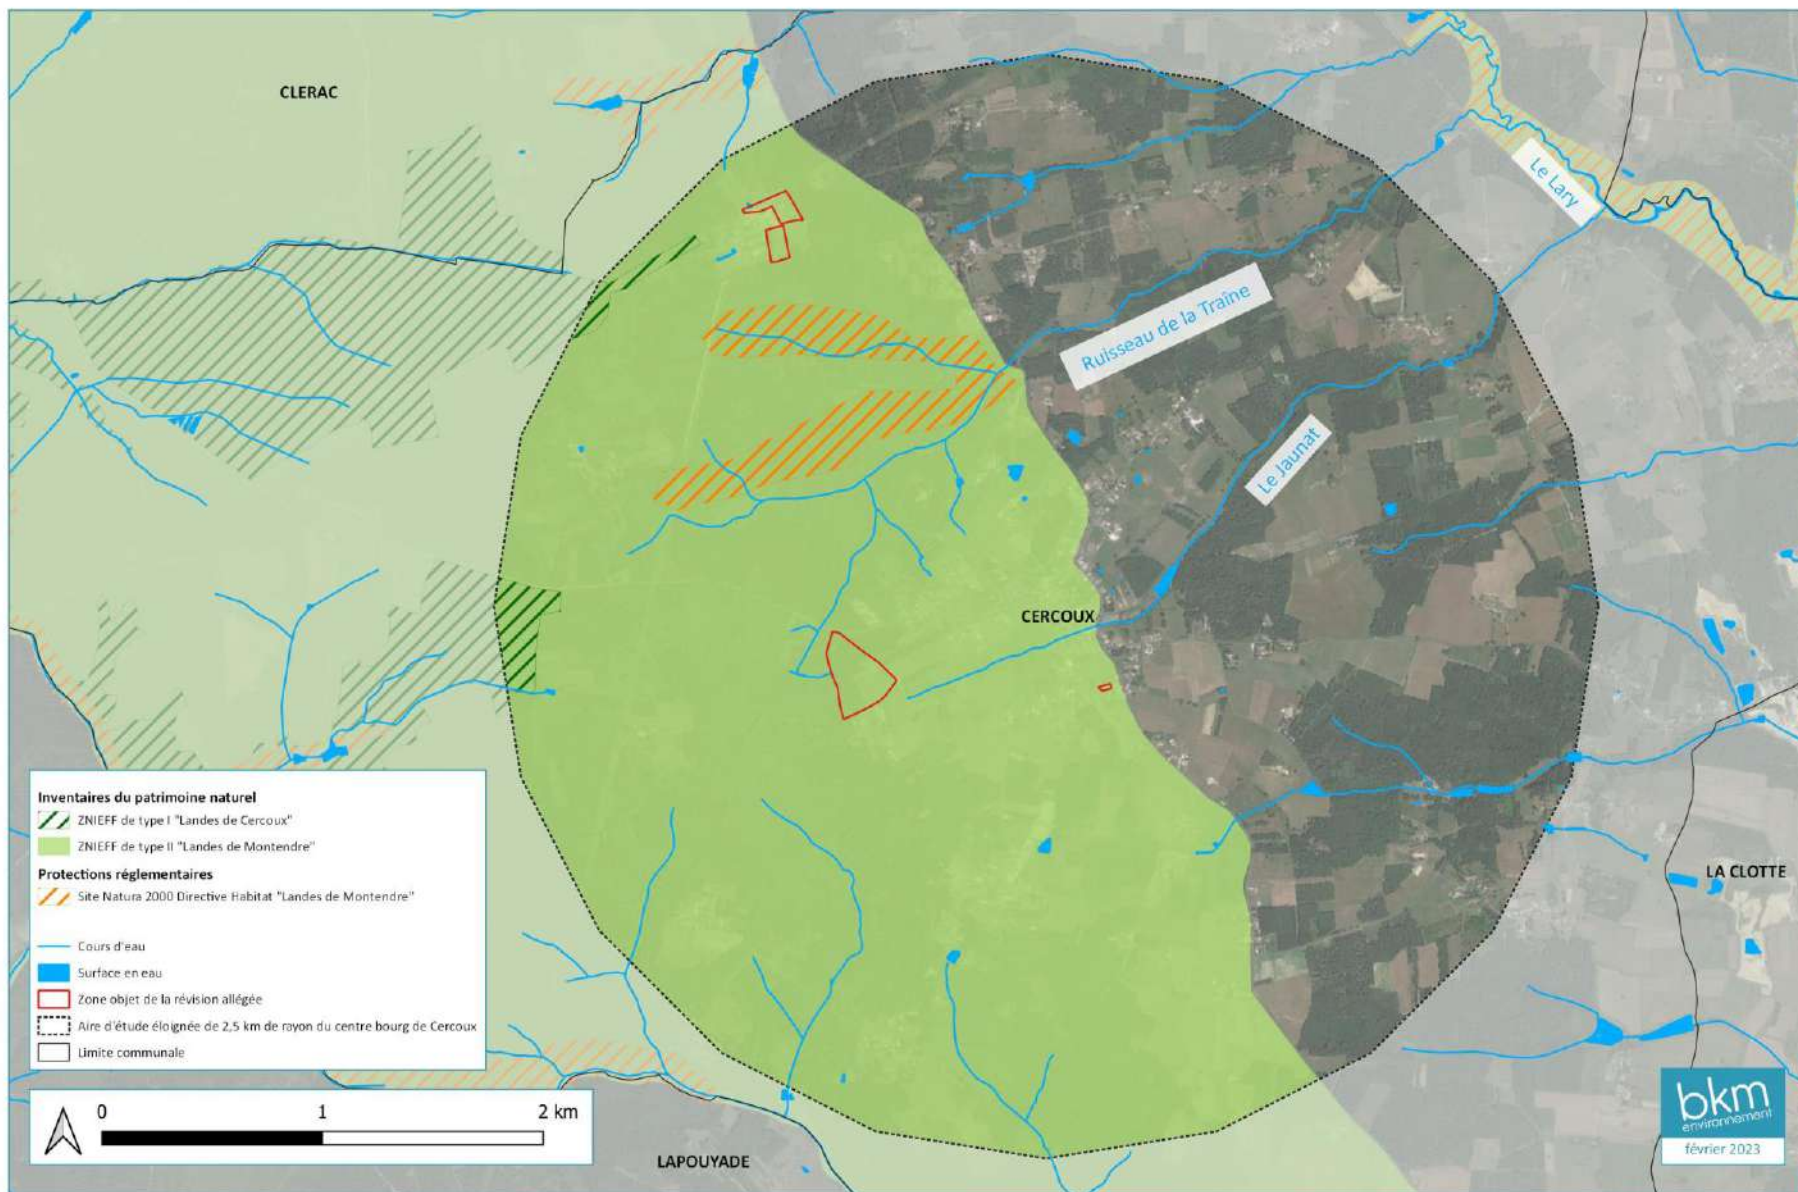 CLERAC
Le Lary
Ruisseau de la Traîne
Le Jaunat
CERCOUX
LA CLOTTE
LAPOUYADE
Inventaires du patrimoine naturel
ZNIEFF de type I "Landes de Cercoux"
ZNIEFF de type II "Landes de Montendre"
Protections réglementaires
Site Natura 2000 Directive Habitat "Landes de Montendre"
Cours d'eau
Surface en eau
Zone objet de la révision allégée
Aire d'étude éloignée de 2,5 km de rayon du centre bourg de Cercoux
Limite communale
0 1 2 km
bkm
environnement
février 2023